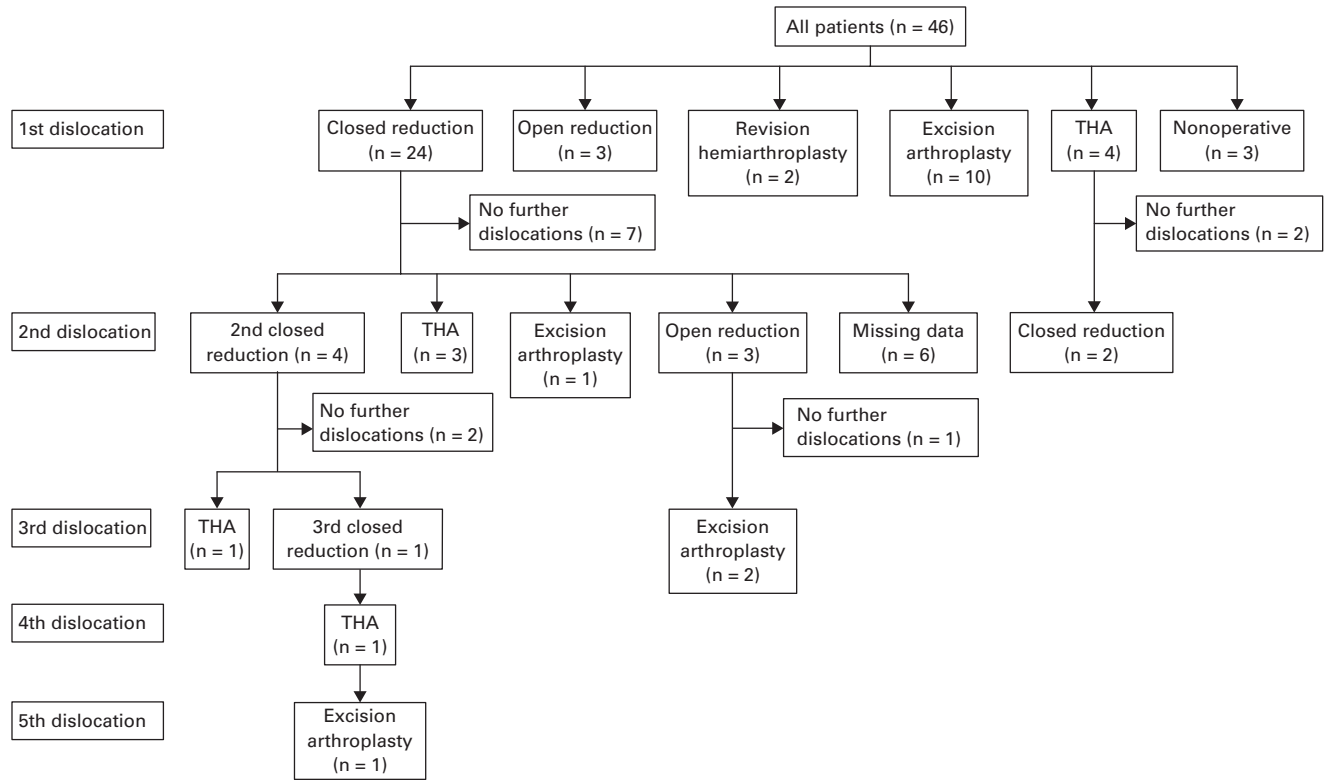 All patients (n = 46)
1st dislocation
Closed reduction
(n = 24)
Open reduction
(n = 3)
Revision
hemiarthroplasty
(n = 2)
Excision
arthroplasty
(n = 10)
THA
(n = 4)
Nonoperative
(n = 3)
No further
dislocations (n = 7)
No further
dislocations (n = 2)
2nd dislocation
2nd closed
reduction (n = 4)
THA
(n = 3)
Excision
arthroplasty
(n = 1)
Open reduction
(n = 3)
Missing data
(n = 6)
Closed reduction
(n = 2)
No further
dislocations (n = 2)
No further
dislocations (n = 1)
3rd dislocation
THA
(n = 1)
3rd closed
reduction (n = 1)
Excision
arthroplasty
(n = 2)
4th dislocation
THA
(n = 1)
5th dislocation
Excision
arthroplasty
(n = 1)